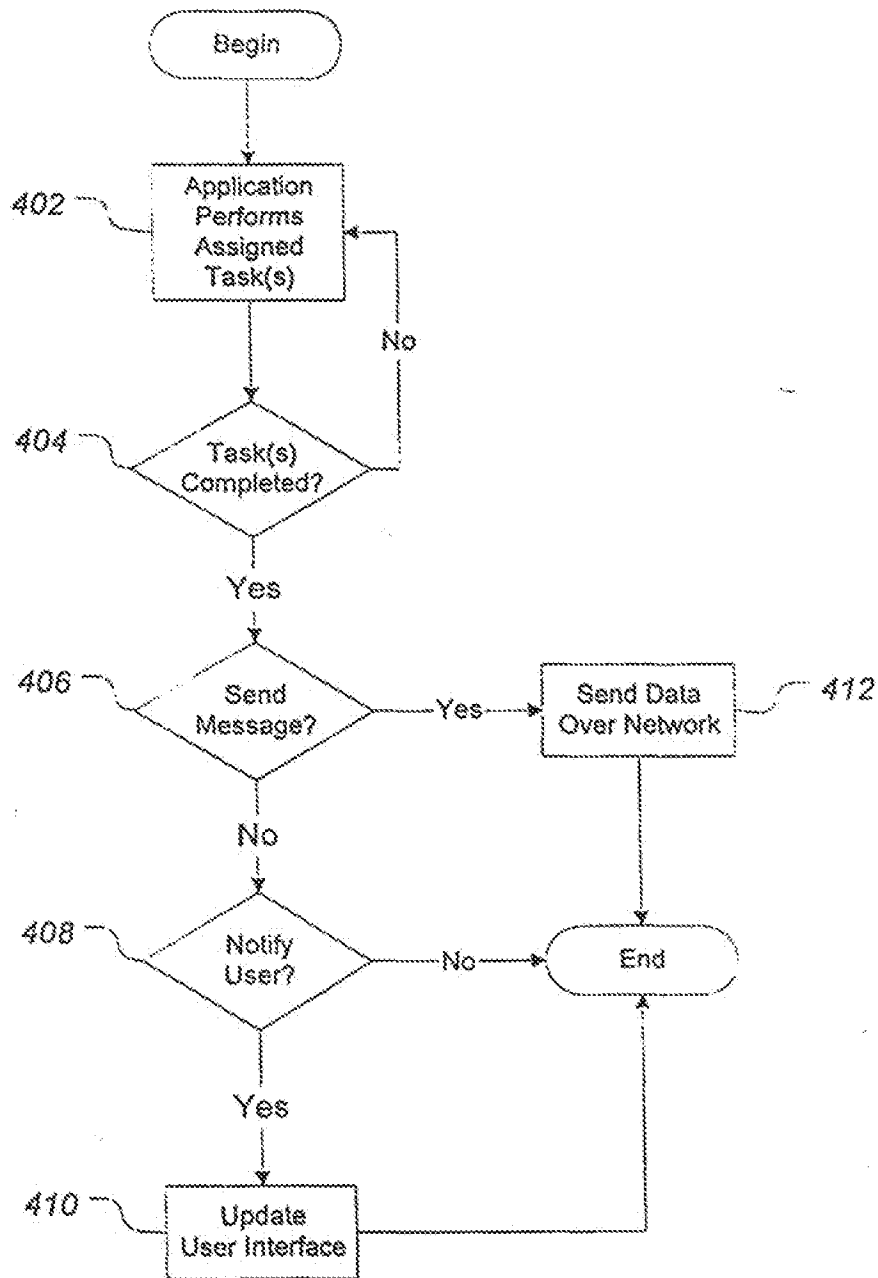 Begin
402
Application
Performs
Assigned
Task(s)
No
404
Task(s)
Completed?
Yes
406
Send
Message?
Yes
Send Data
Over Network
412
No
408
Notify
User?
No
End
Yes
410
Update
User Interface